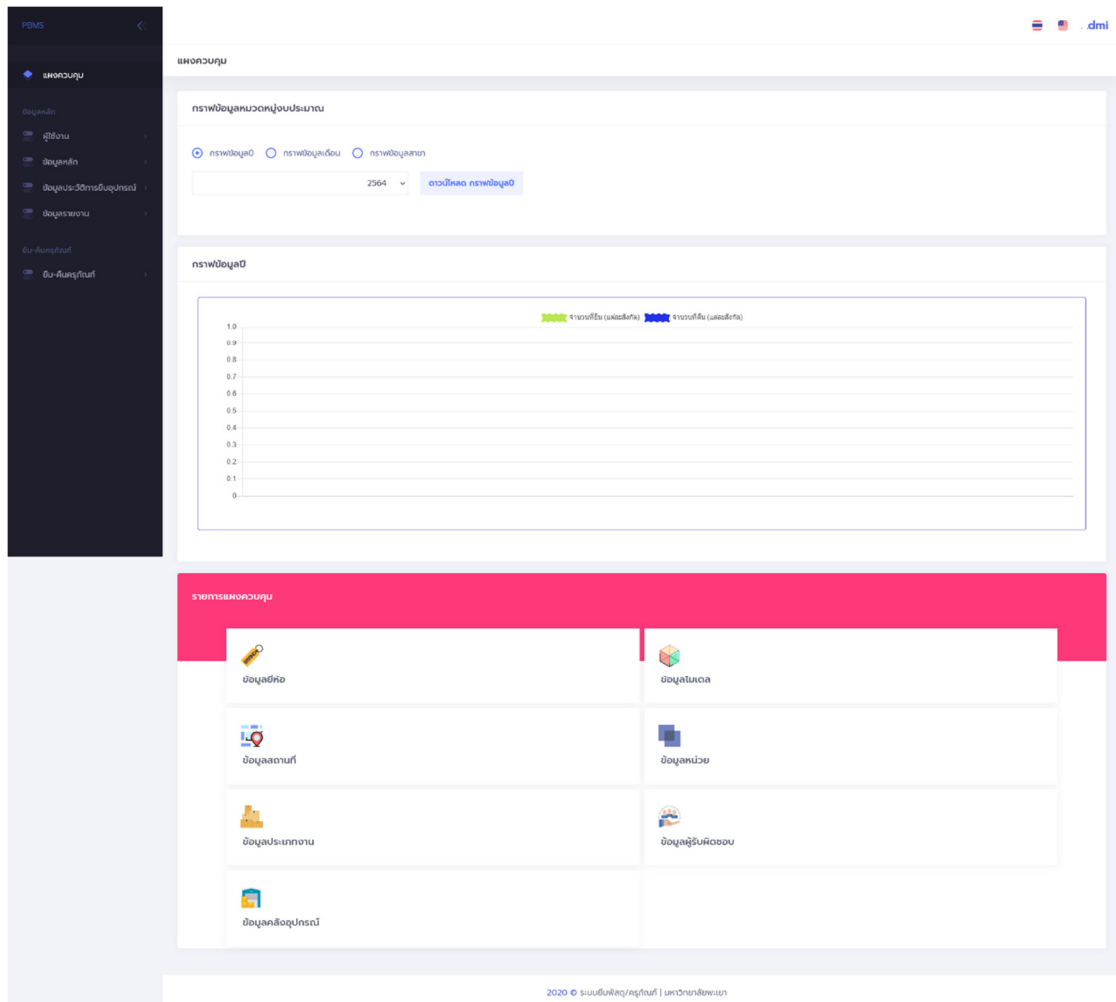 PBMS
.dmi
แผงควบคุม
แผงควบคุม
ข้อมูลหลัก
ผู้ใช้งาน
ข้อมูลหลัก
ข้อมูลประวัติการยืมอุปกรณ์
ข้อมูลรายงาน
ยืม-คืนครุภัณฑ์
ยืม-คืนครุภัณฑ์
กราฟข้อมูลหมวดหมู่งบประมาณ
กราฟข้อมูลปี
กราฟข้อมูลเดือน
กราฟข้อมูลสาขา
2564
ดาวน์โหลด กราฟข้อมูลปี
กราฟข้อมูลปี
จำนวนที่ยืม (แต่ละสังกัด)
จำนวนที่คืน (แต่ละสังกัด)
1.0
0.9
0.8
0.7
0.6
0.5
0.4
0.3
0.2
0.1
0
รายการแผงควบคุม
ข้อมูลยี่ห้อ
ข้อมูลโมเดล
ข้อมูลสถานที่
ข้อมูลหน่วย
ข้อมูลประเภทงาน
ข้อมูลผู้รับผิดชอบ
ข้อมูลคลังอุปกรณ์
2020 © ระบบยืมพัสดุ/ครุภัณฑ์ | มหาวิทยาลัยพะเยา